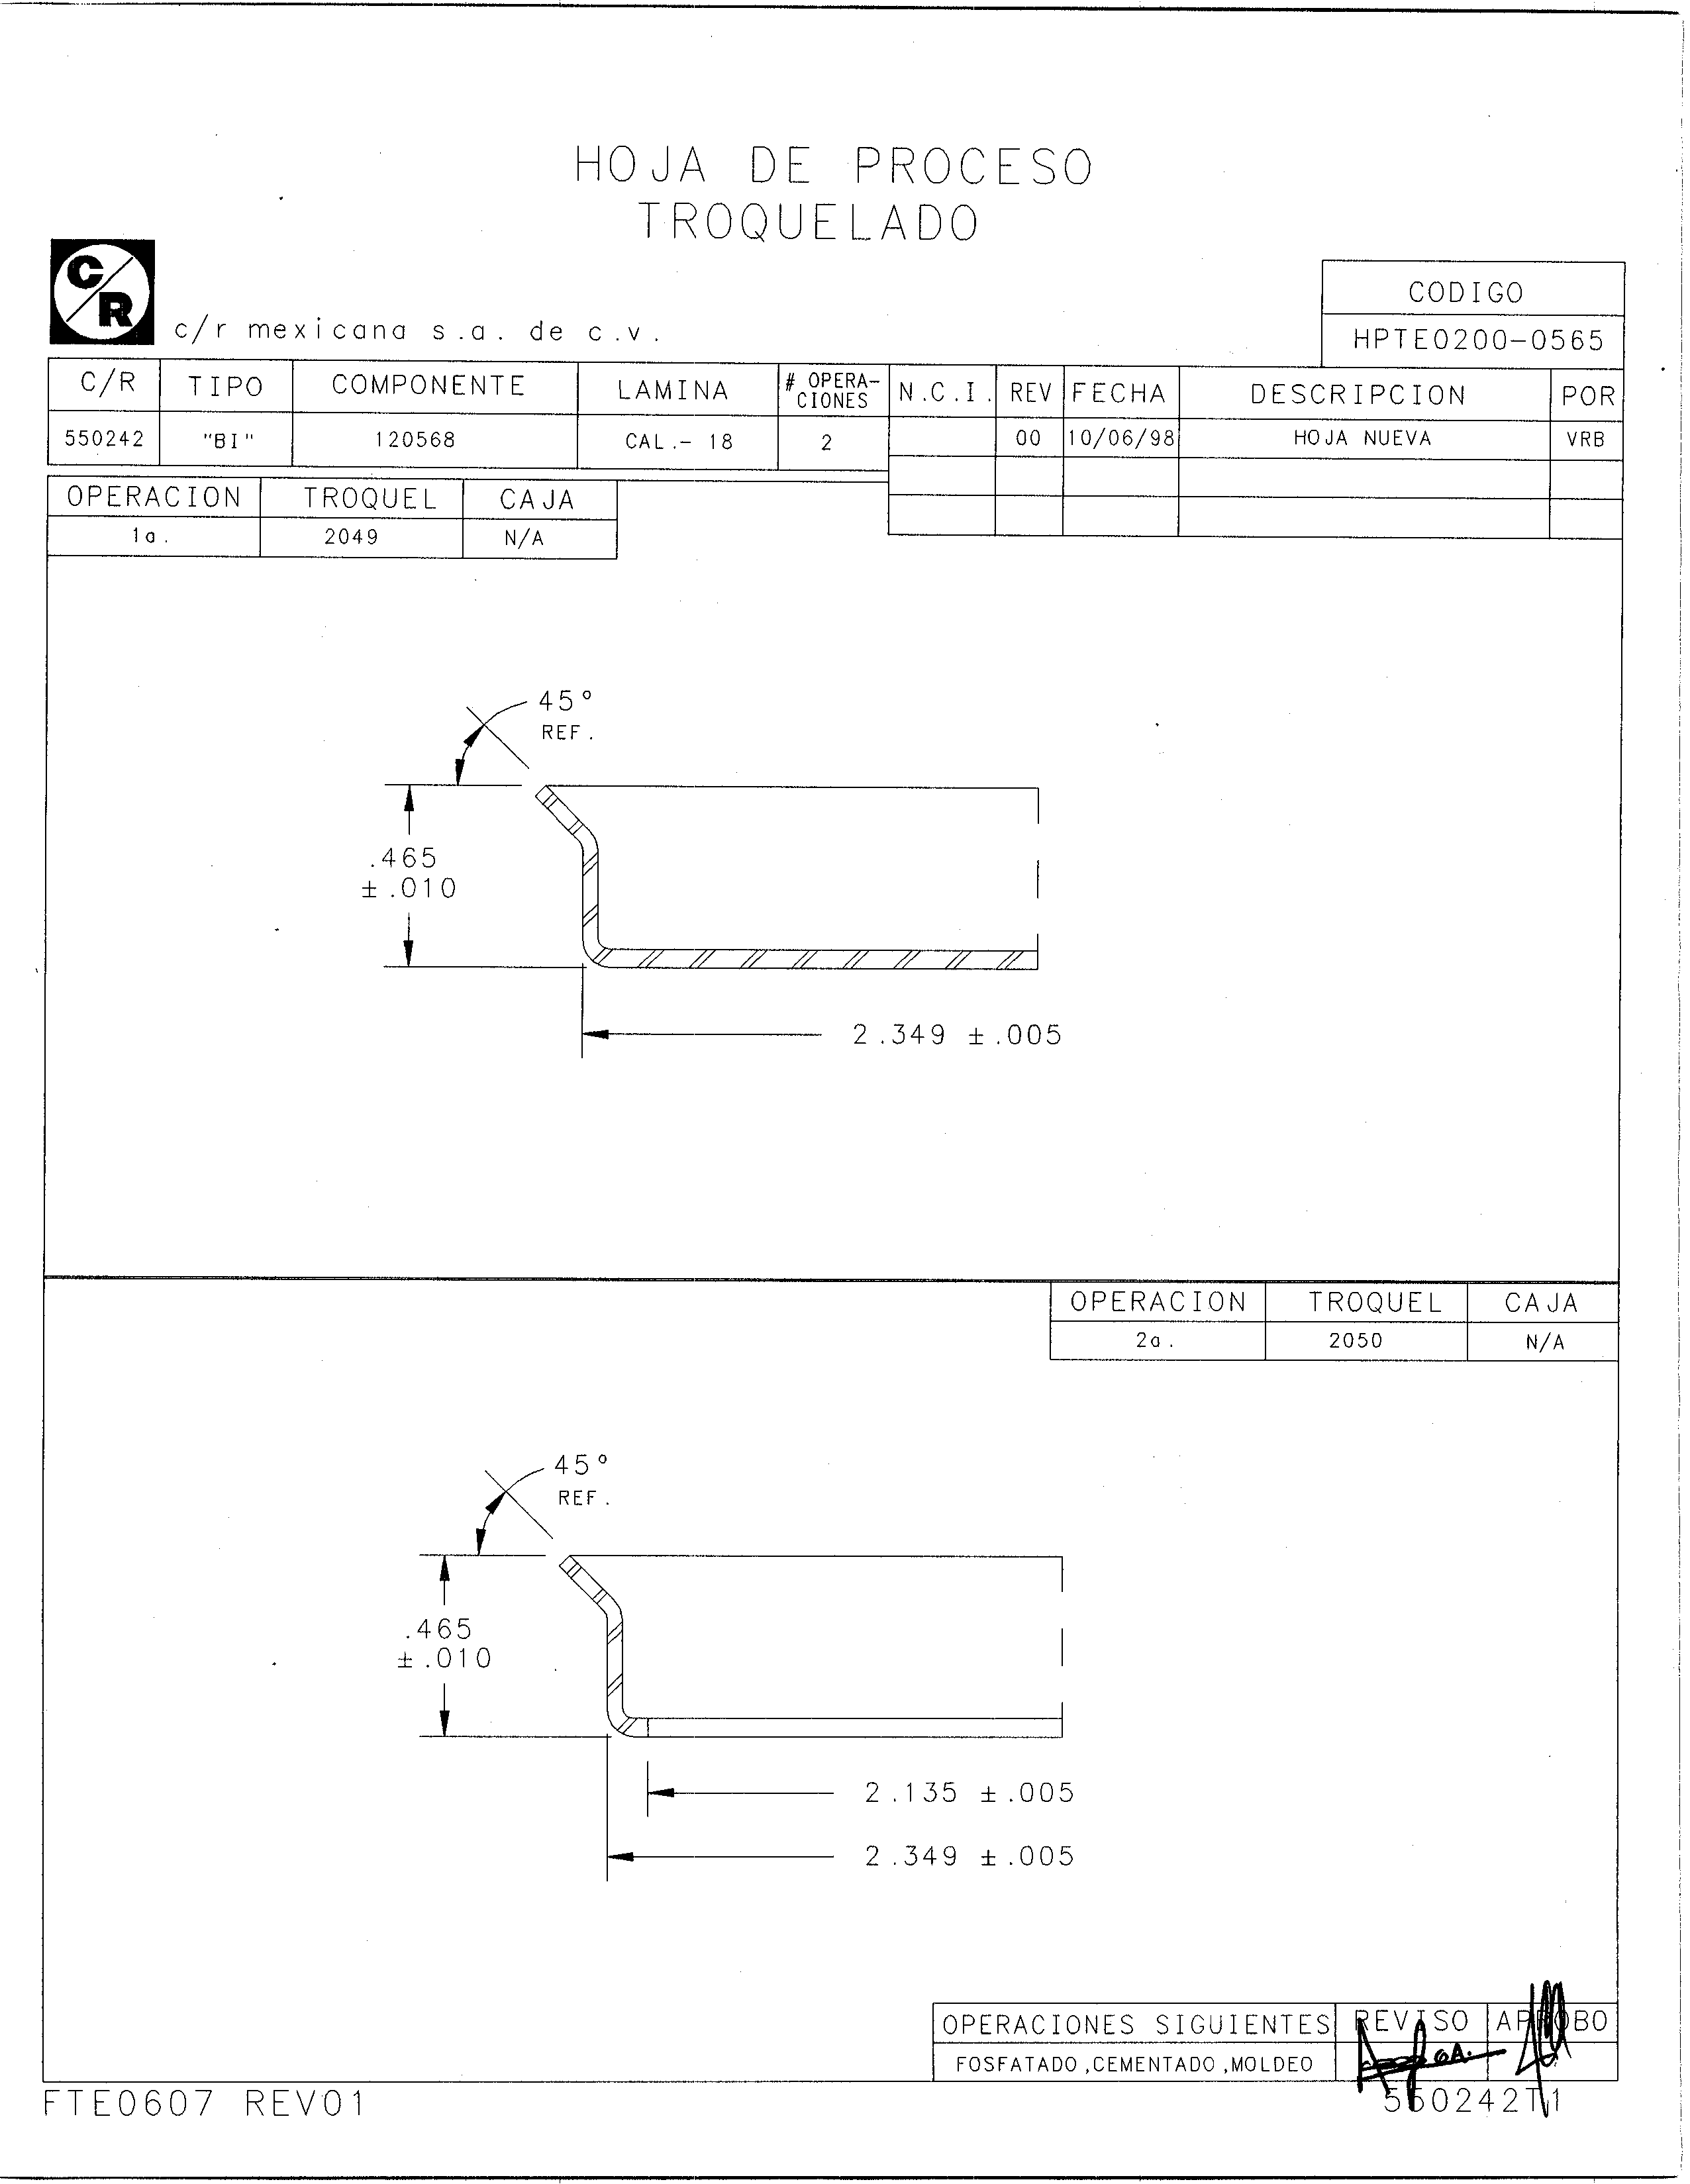 HOJA DE PROCESO
TROQUELADO
C/R
c/r mexicana s.a. de c.v.
CODIGO
HPTE0200-0565
C/R TIPO COMPONENTE LAMINA # OPERA-CIONES N.C.I. REV FECHA DESCRIPCION POR
550242 "BI" 120568 CAL.- 18 2 00 10/06/98 HOJA NUEVA VRB
OPERACION TROQUEL CAJA
1a. 2049 N/A
45°
REF.
.465
±.010
2.349 ±.005
OPERACION TROQUEL CAJA
2a. 2050 N/A
45°
REF.
.465
±.010
2.135 ±.005
2.349 ±.005
OPERACIONES SIGUIENTES REVISO APROBO
FOSFATADO,CEMENTADO,MOLDEO
FTE0607 REV01
550242T1